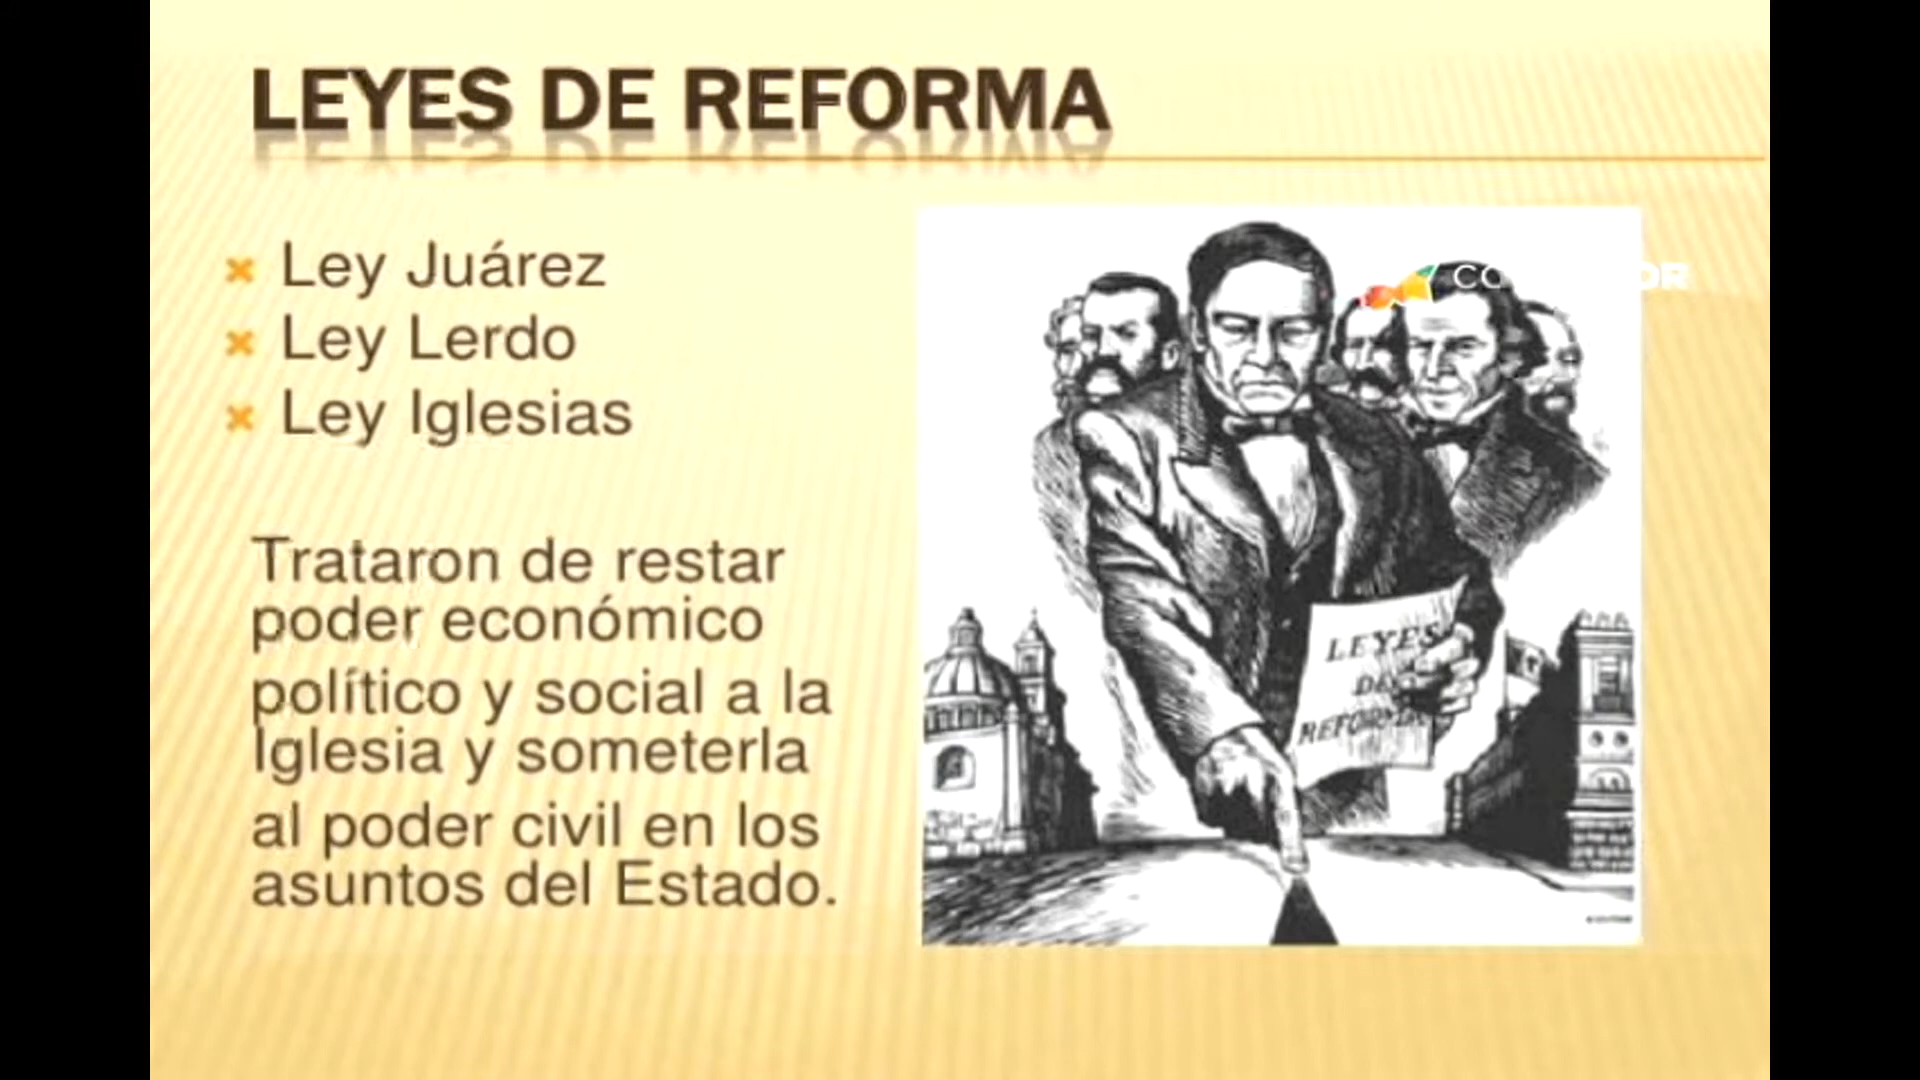 LEYES DE REFORMA
Ley Juárez
Ley Lerdo
Ley Iglesias
Trataron de restar
poder económico
político y social a la
Iglesia y someterla
al poder civil en los
asuntos del Estado.
LEYES
DE
REFORMA